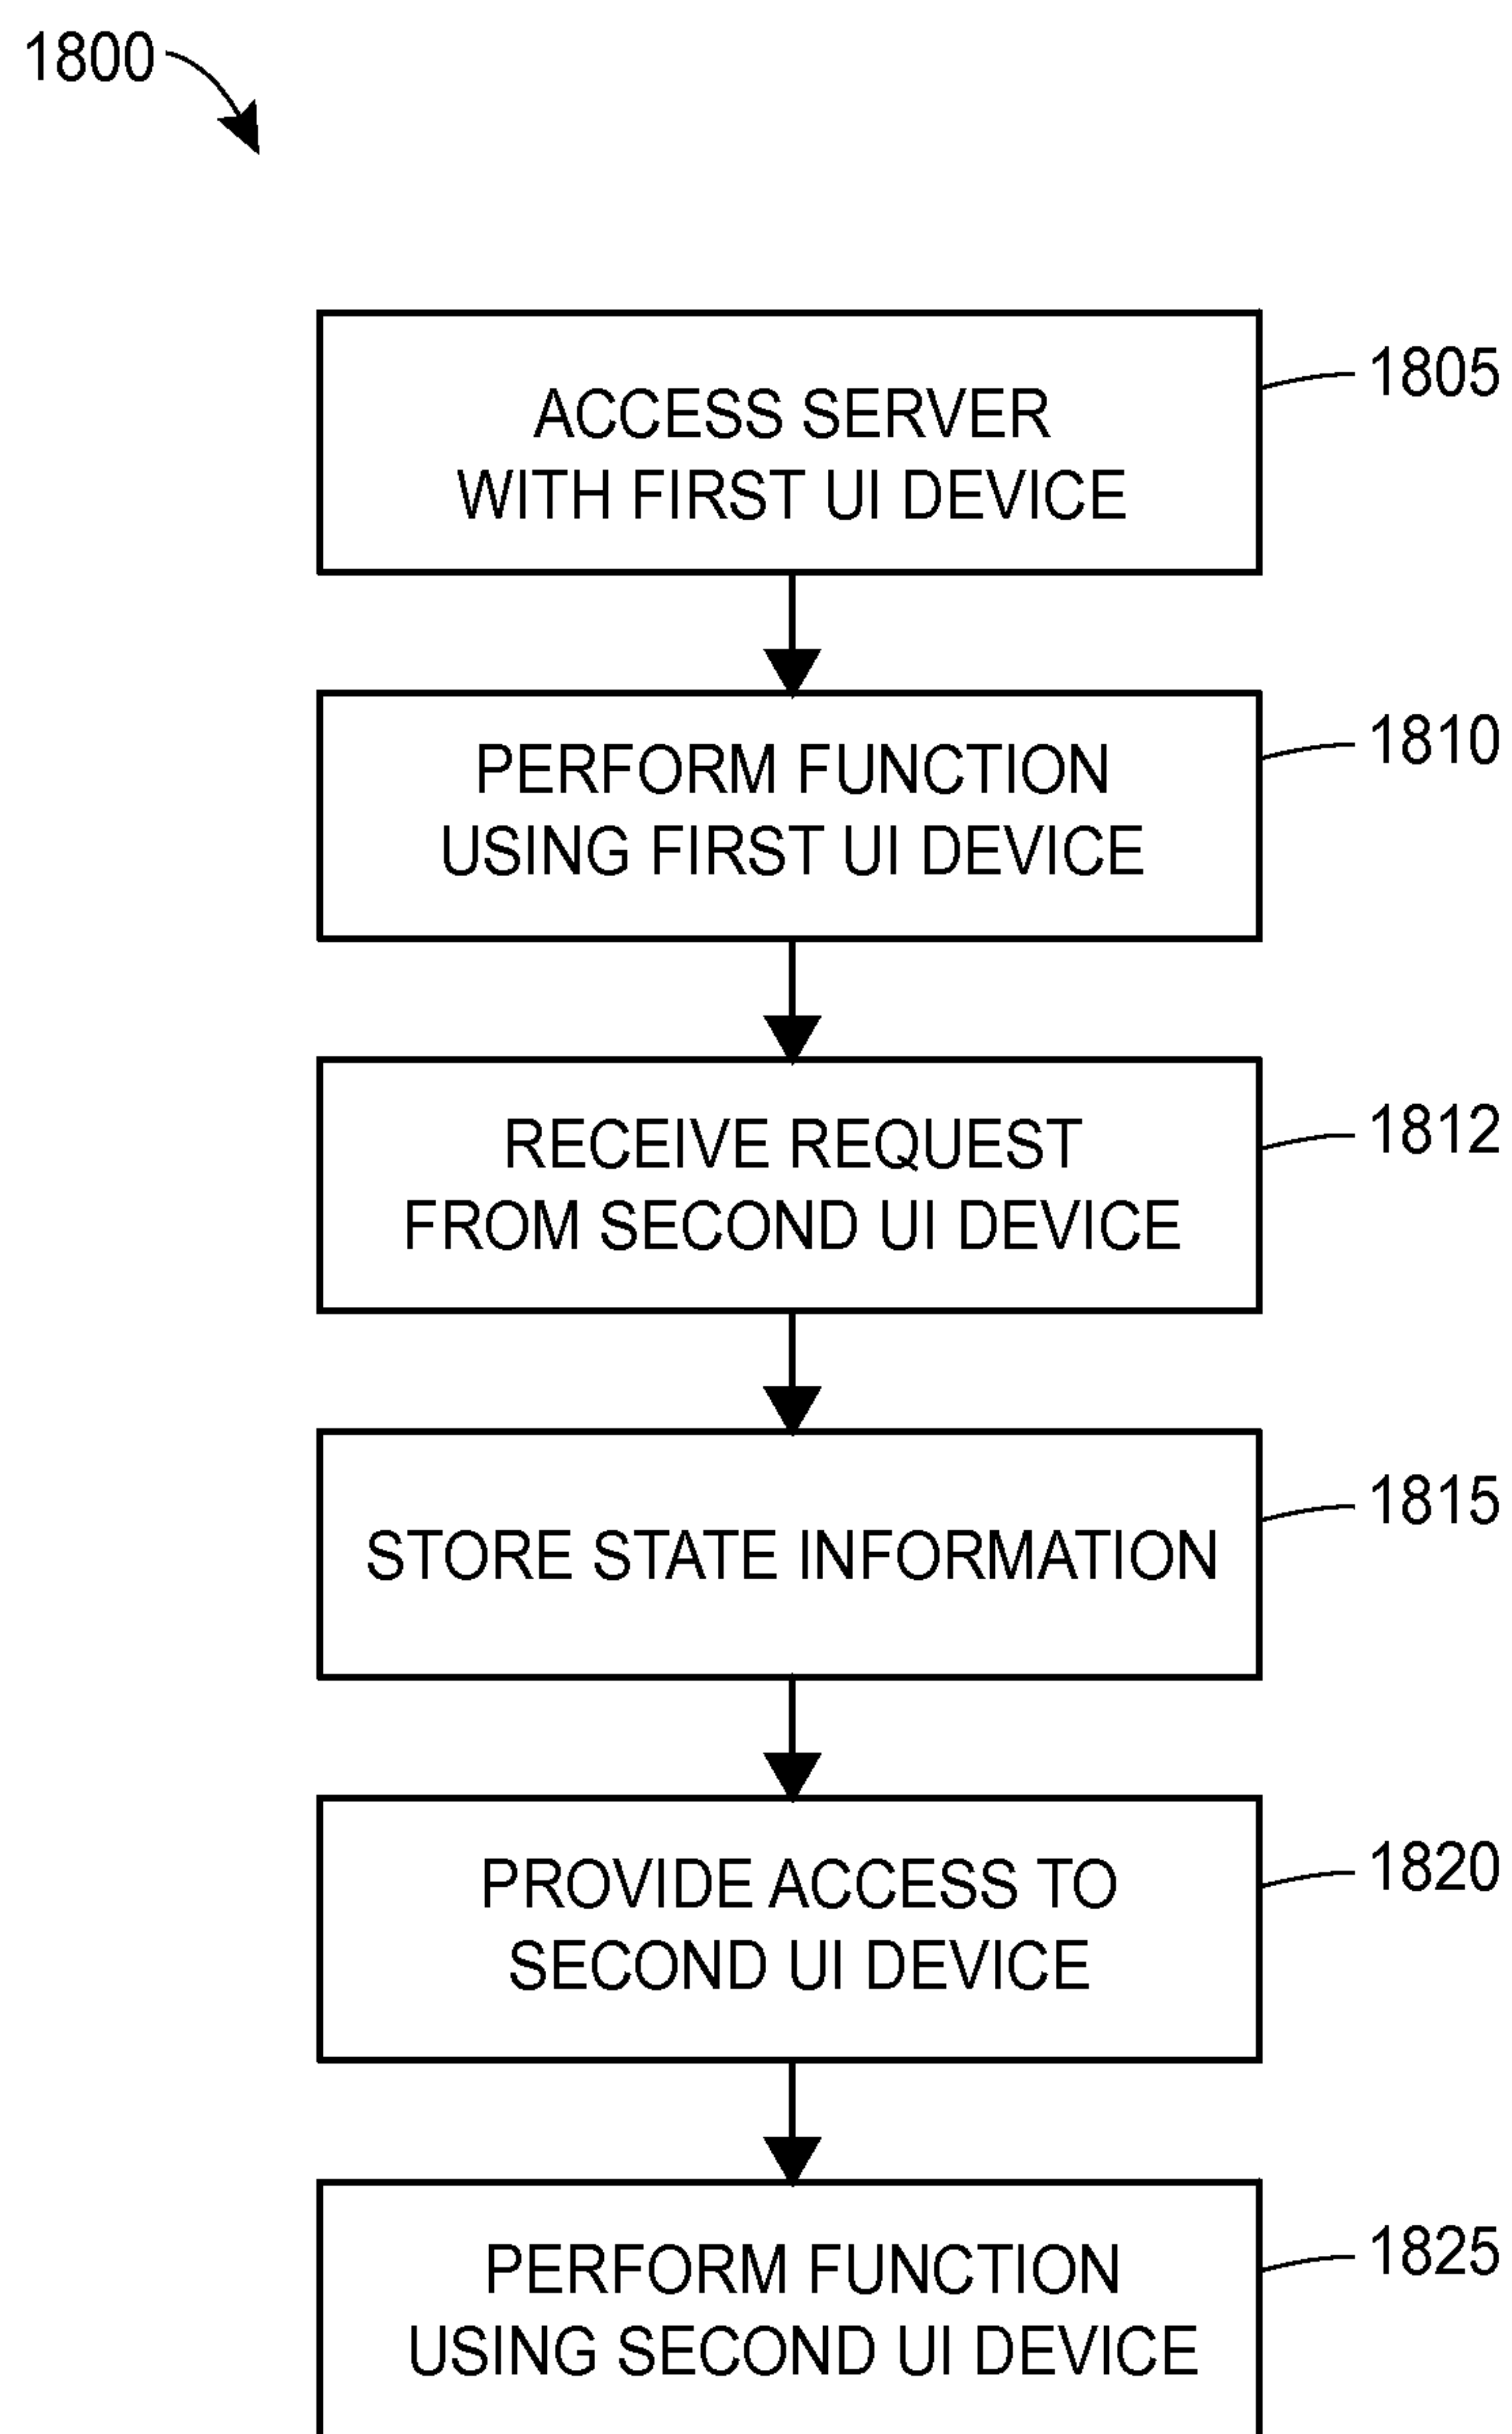 1800
ACCESS SERVER
WITH FIRST UI DEVICE
1805
PERFORM FUNCTION
USING FIRST UI DEVICE
1810
RECEIVE REQUEST
FROM SECOND UI DEVICE
1812
STORE STATE INFORMATION
1815
PROVIDE ACCESS TO
SECOND UI DEVICE
1820
PERFORM FUNCTION
USING SECOND UI DEVICE
1825